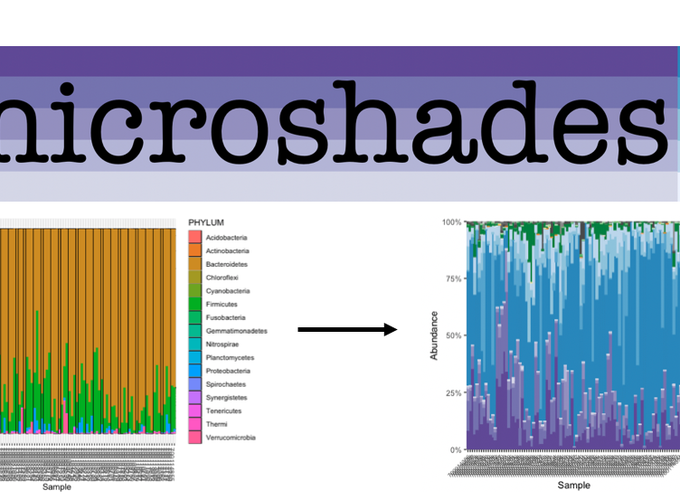 microshades
PHYLUM
Acidobacteria
Actinobacteria
Bacteroidetes
Chloroflexi
Cyanobacteria
Firmicutes
Fusobacteria
Gemmatimonadetes
Nitrospirae
Planctomycetes
Proteobacteria
Spirochaetes
Synergistetes
Tenericutes
Thermi
Verrucomicrobia
Sample
100%
75%
50%
25%
0%
Abundance
Sample